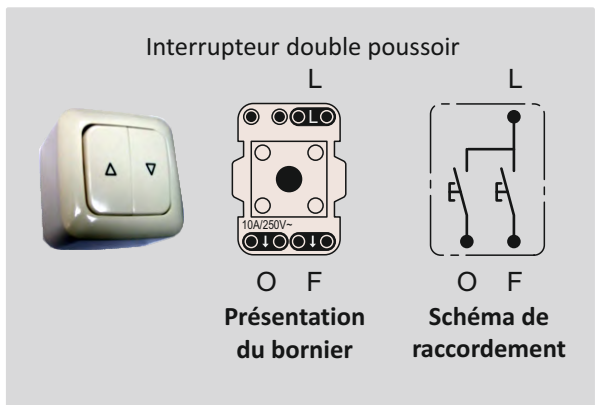 Interrupteur double poussoir
L L
L
10A/250V~
O F O F
Présentation
du bornier
Schéma de
raccordement